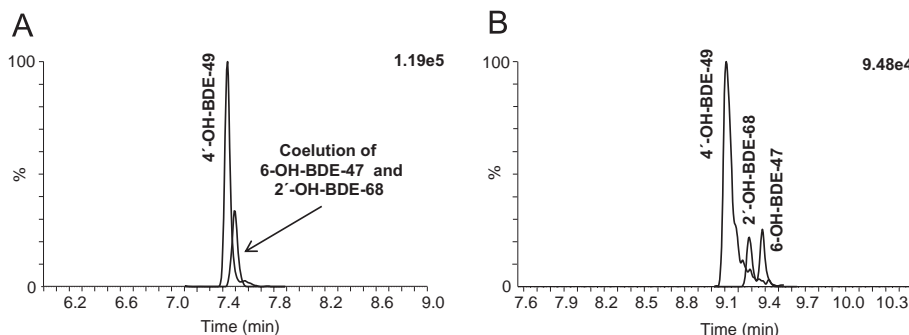 A
100
1.19e5
4´-OH-BDE-49
Coelution of
6-OH-BDE-47 and
2´-OH-BDE-68
%
0
6.2 6.6 7.0 7.4 7.8 8.2 8.6 9.0
Time (min)
B
100
9.48e4
4´-OH-BDE-49
2´-OH-BDE-68
6-OH-BDE-47
%
0
7.6 7.9 8.2 8.5 8.8 9.1 9.4 9.7 10.0 10.3
Time (min)